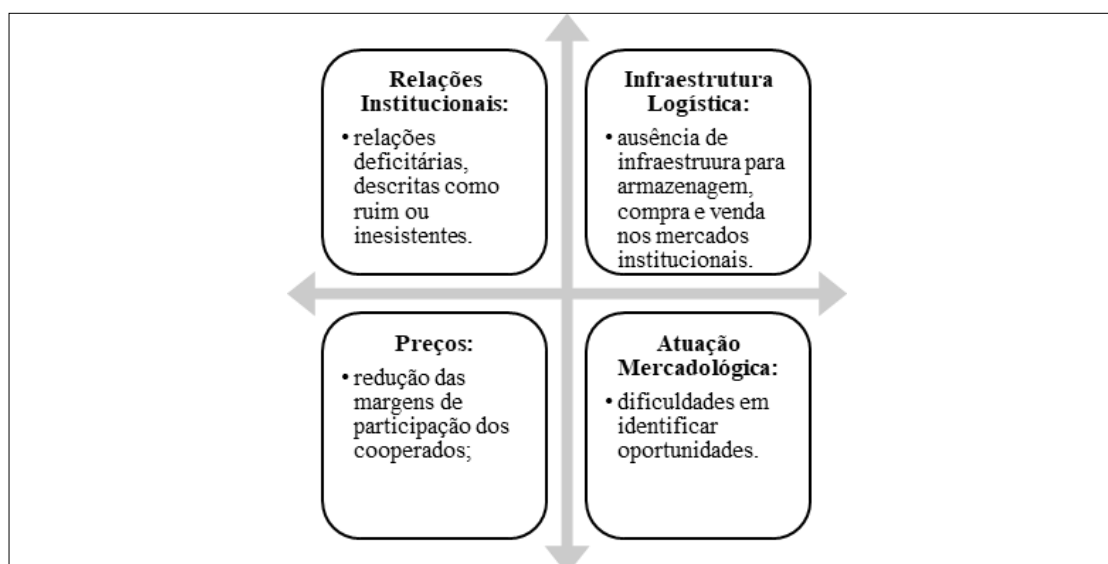 Relações
Institucionais:
• relações
deficitárias,
descritas como
ruim ou
inesistentes.
Infraestrutura
Logística:
• ausência de
infraestruura para
armazenagem,
compra e venda
nos mercados
institucionais.
Preços:
• redução das
margens de
participação dos
cooperados;
Atuação
Mercadológica:
• dificuldades em
identificar
oportunidades.